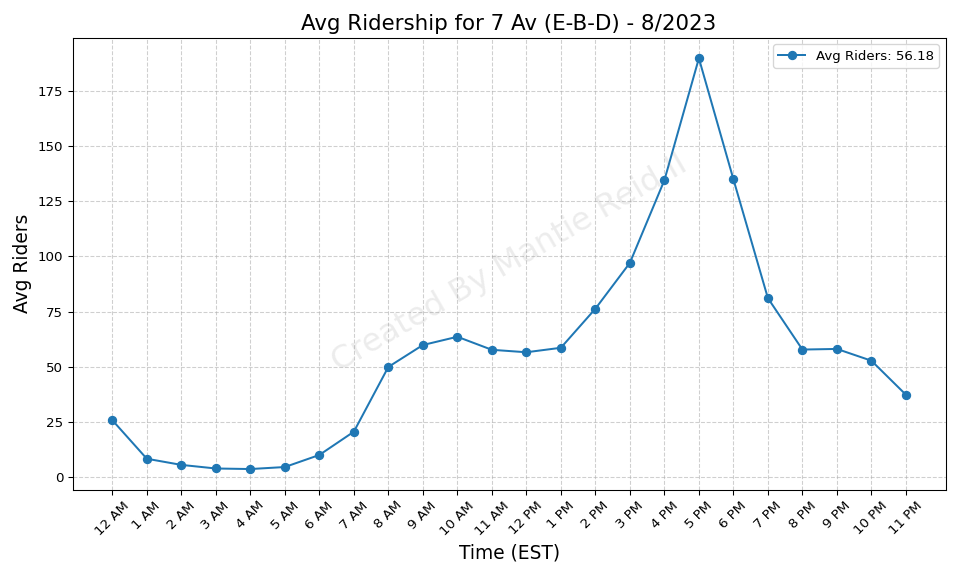 Avg Ridership for 7 Av (E-B-D) - 8/2023
Avg Riders: 56.18
Avg Riders
175
150
125
100
75
50
25
0
Created By Mantle Reid II
12 AM
1 AM
2 AM
3 AM
4 AM
5 AM
6 AM
7 AM
8 AM
9 AM
10 AM
11 AM
12 PM
1 PM
2 PM
3 PM
4 PM
5 PM
6 PM
7 PM
8 PM
9 PM
10 PM
11 PM
Time (EST)